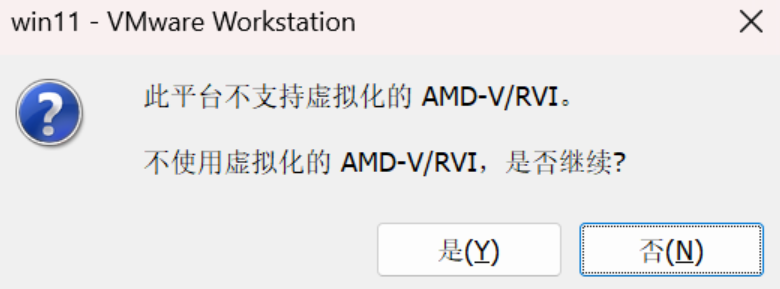 win11 - VMware Workstation
此平台不支持虚拟化的 AMD-V/RVI。
不使用虚拟化的 AMD-V/RVI，是否继续?
是(Y)
否(N)